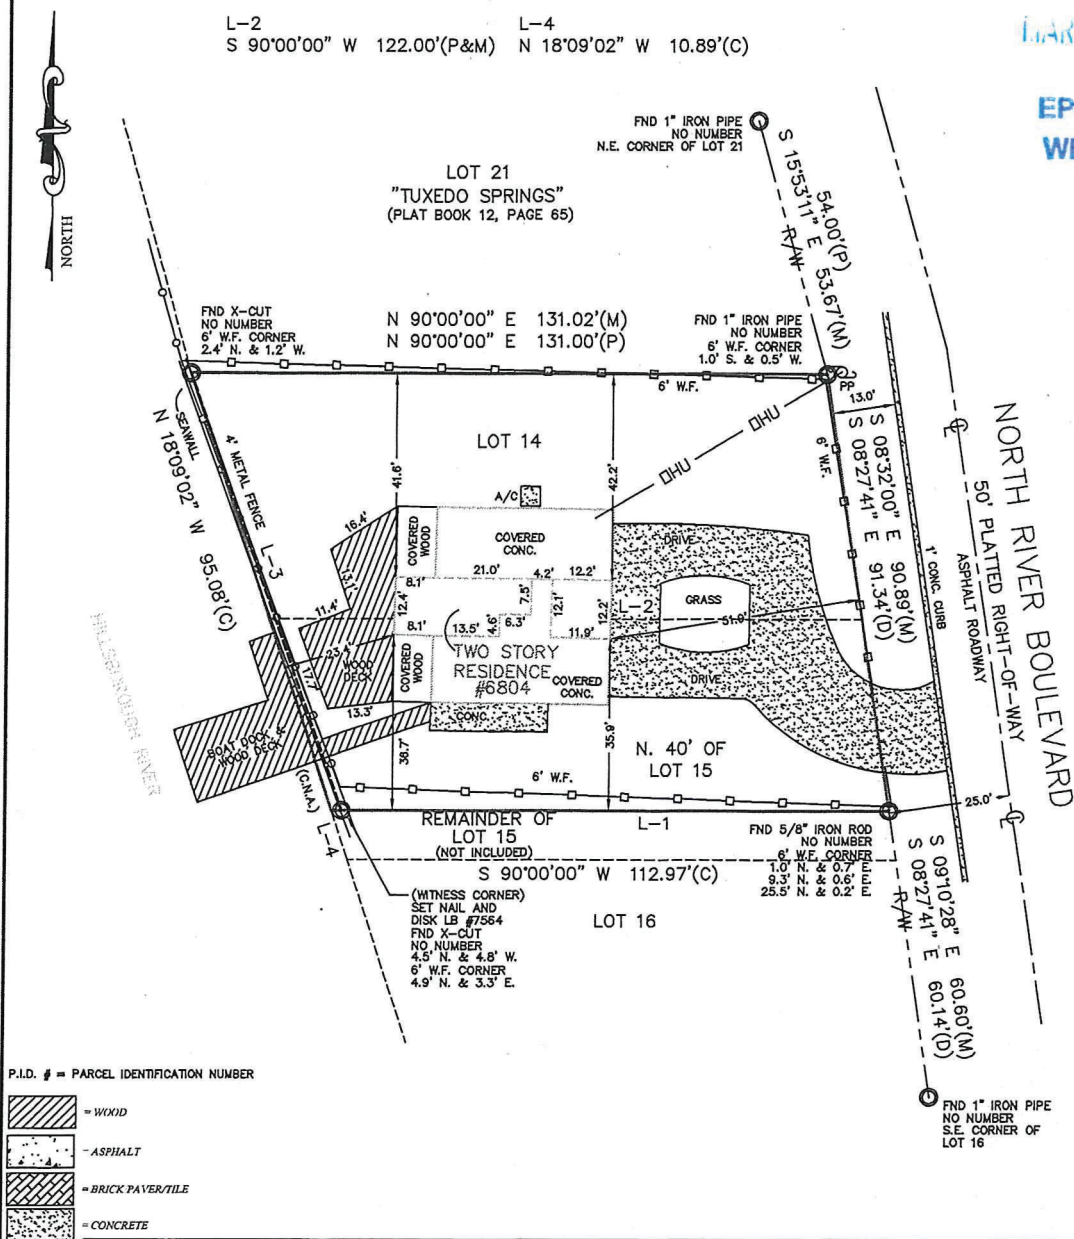 L-2
S 90°00'00" W 122.00'(P&M)
L-4
N 18°09'02" W 10.89'(C)
EP
NORTH
FND 1" IRON PIPE
NO NUMBER
N.E. CORNER OF LOT 21
LOT 21
"TUXEDO SPRINGS"
(PLAT BOOK 12, PAGE 65)
54.00'(P)
S 15°53'11" E 53.67'(M)
R/W
FND X-CUT
NO NUMBER
6' W.F. CORNER
2.4' N. & 1.2' W.
N 90°00'00" E 131.02'(M)
N 90°00'00" E 131.00'(P)
FND 1" IRON PIPE
NO NUMBER
6' W.F. CORNER
1.0' S. & 0.5' W.
6' W.F.
PP
13.0'
SEAWALL
N 18°09'02" W 95.08'(C)
4' METAL FENCE
L-3
LOT 14
41.6'
42.2'
OHU
OHU
6' W.F.
S 08°32'00" E 90.89'(M)
S 08°27'41" E 91.34'(D)
1' CONC. CURB
ASPHALT ROADWAY
50' PLATTED RIGHT-OF-WAY
NORTH RIVER BOULEVARD
A/C
16.4'
13.1'
11.4'
COVERED
WOOD
COVERED
CONC.
DRIVE
8.1'
21.0'
4.2'
12.2'
12.4'
7.5'
12.1'
12.2'
L-2
GRASS
51.9'
8.1'
13.5'
4.6'
6.3'
11.9'
23.4'
17.7'
WOOD
DECK
13.3'
COVERED
WOOD
TWO STORY
RESIDENCE
#6804
COVERED
CONC.
DRIVE
CONC.
HILLSBOROUGH RIVER
BOAT DOCK
WOOD DECK
(C.N.A.)
L-4
38.7'
35.9'
N. 40' OF
LOT 15
6' W.F.
25.0'
REMAINDER OF
LOT 15
(NOT INCLUDED)
L-1
S 90°00'00" W 112.97'(C)
FND 5/8" IRON ROD
NO NUMBER
6' W.F. CORNER
1.0' N. & 0.7' E.
9.3' N. & 0.6' E.
25.5' N. & 0.2' E.
(WITNESS CORNER)
SET NAIL AND
DISK LB #7564
FND X-CUT
NO NUMBER
4.5' N. & 4.8' W.
6' W.F. CORNER
4.9' N. & 3.3' E.
LOT 16
S 09°10'28" E 60.60'(M)
S 08°27'41" E 60.14'(D)
R/W
FND 1" IRON PIPE
NO NUMBER
S.E. CORNER OF
LOT 16
P.I.D. # = PARCEL IDENTIFICATION NUMBER
= WOOD
= ASPHALT
= BRICK PAVER/TILE
= CONCRETE